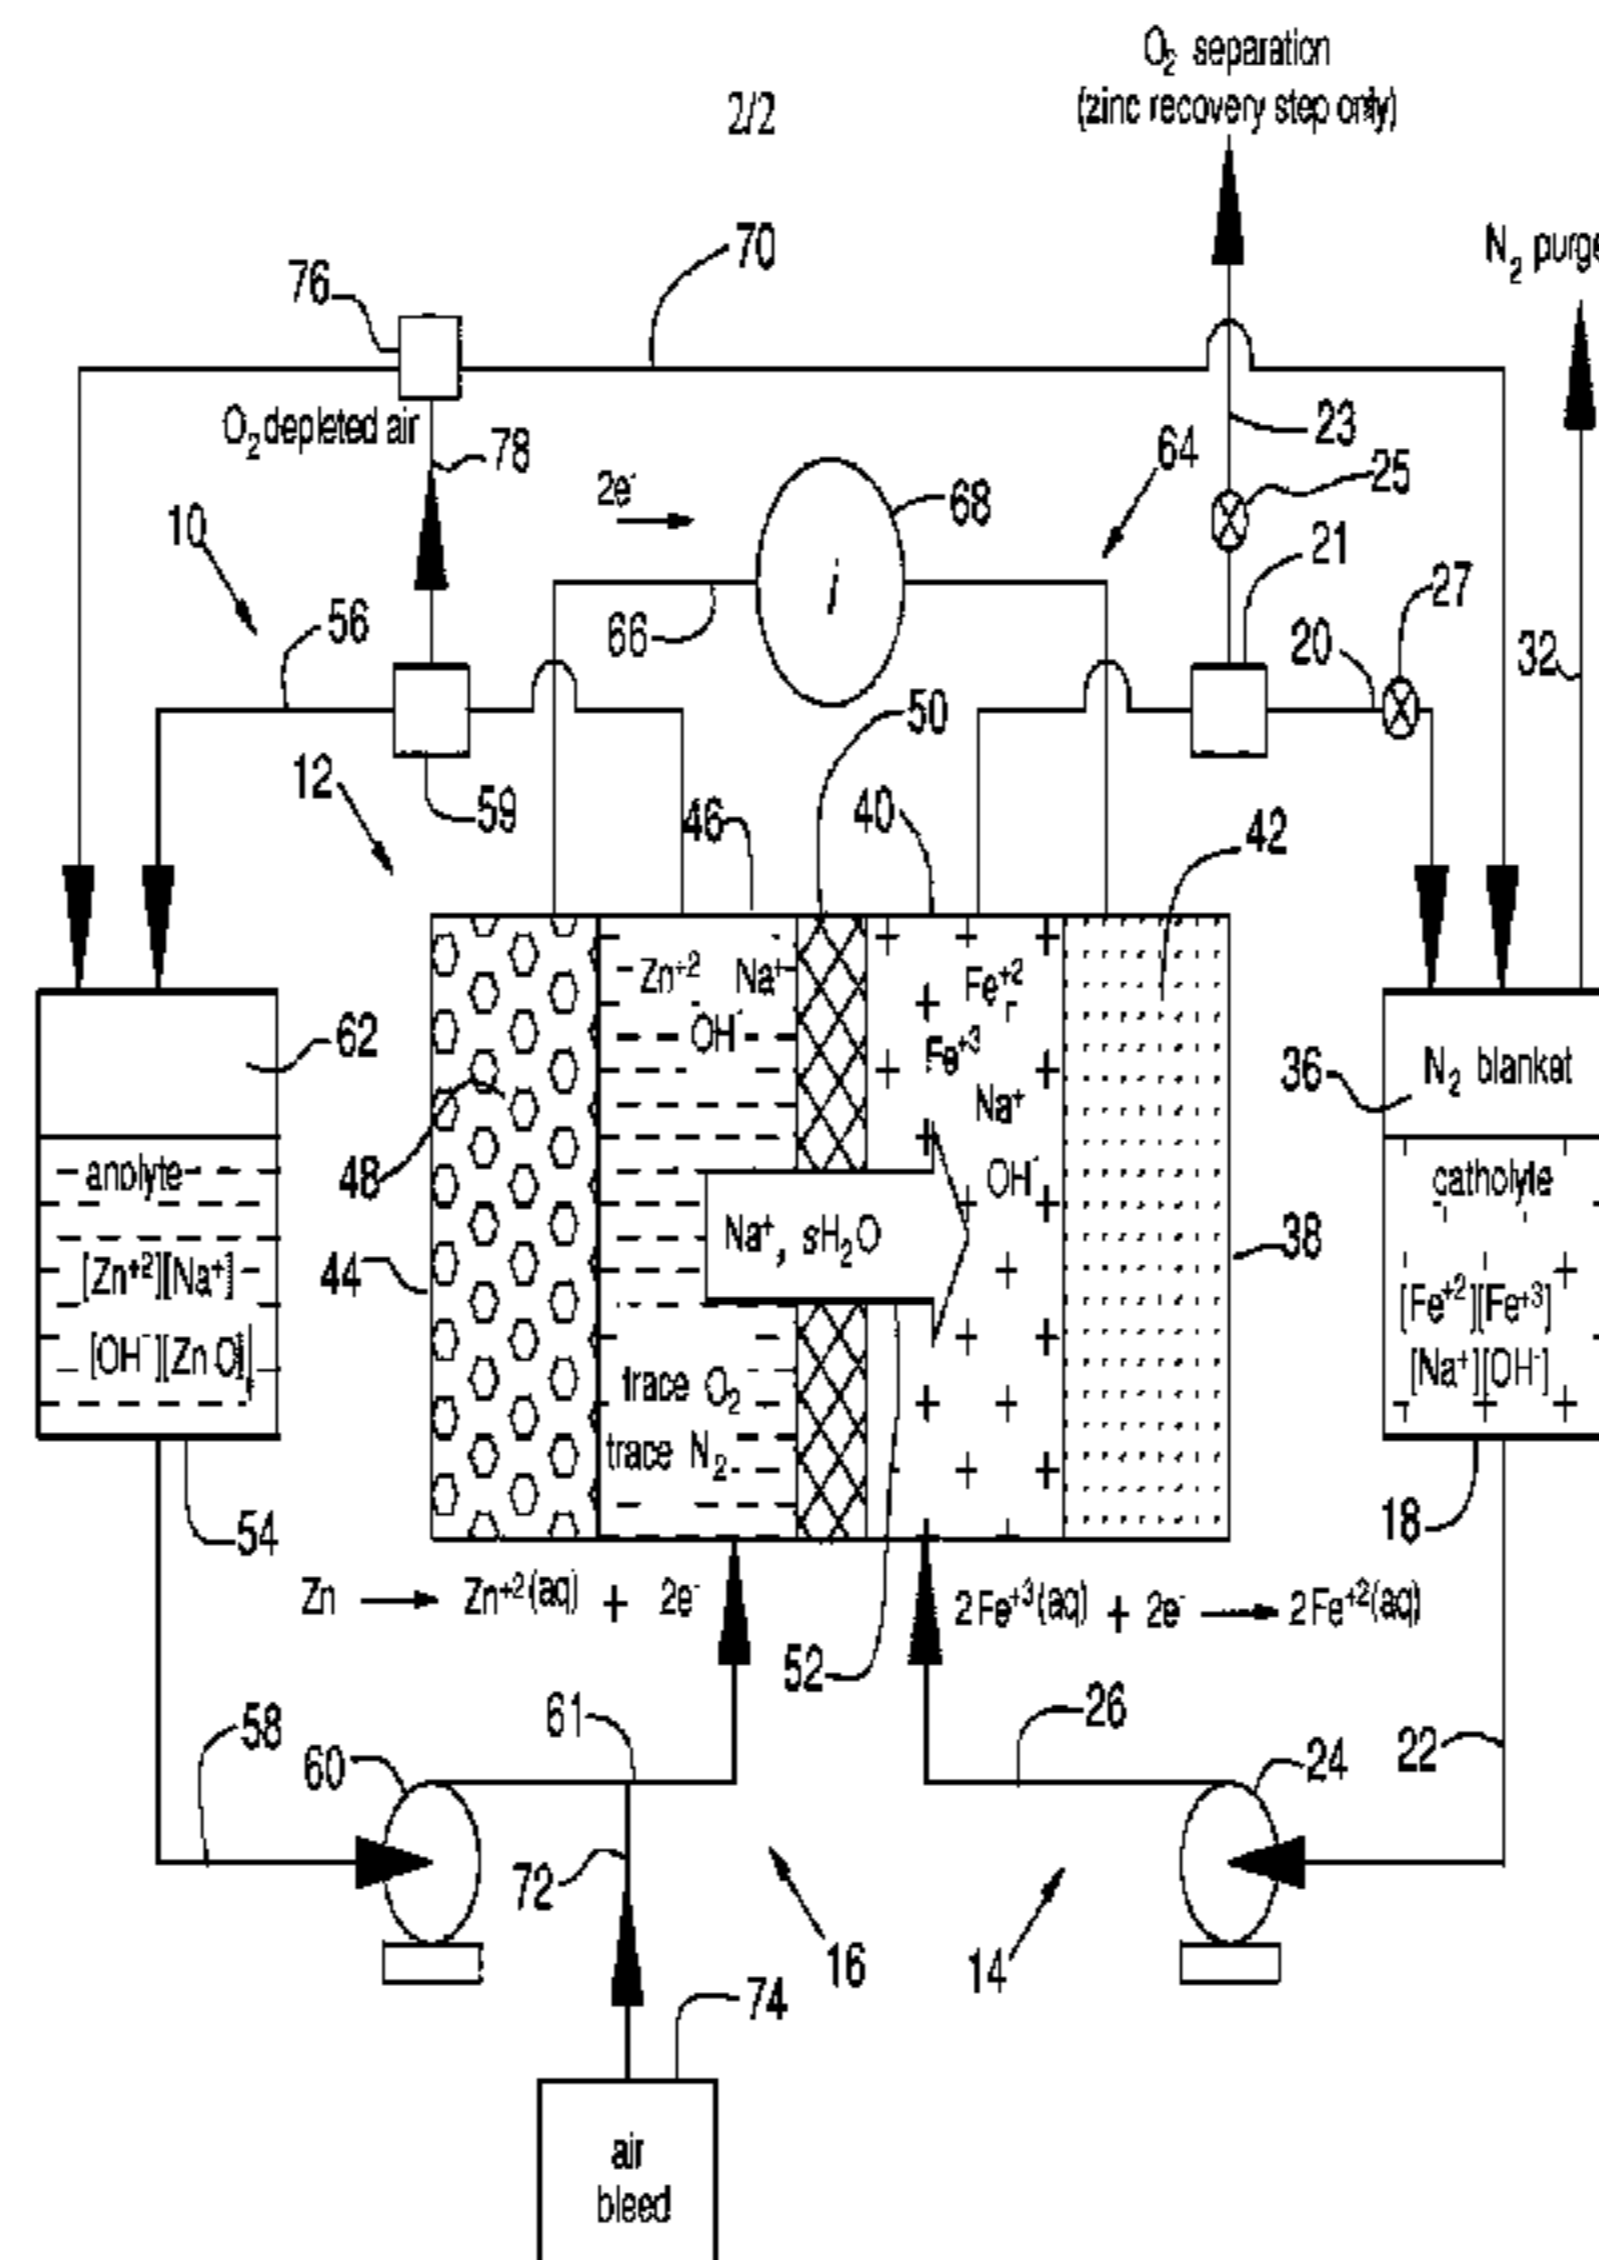 2/2
O₂ separation
(zinc recovery step only)
N₂ purge
70
76
O₂ depleted air
78
2e⁻
68
64
23
25
21
10
56
66
i
20
27
32
12
59
50
46
40
42
Zn⁺² Na⁺
OH⁻
Fe⁺²
Fe⁺³
Na⁺
OH⁻
62
36
N₂ blanket
anolyte
[Zn⁺²][Na⁺]
[OH⁻][ZnO]↓
48
44
Na⁺, sH₂O
38
catholyte
[Fe⁺²][Fe⁺³]
[Na⁺][OH⁻]
trace O₂
trace N₂
54
18
Zn → Zn⁺²(aq) + 2e⁻
2Fe⁺³(aq) + 2e⁻ → 2Fe⁺²(aq)
52
58
60
61
26
24
22
72
16
14
74
air
bleed